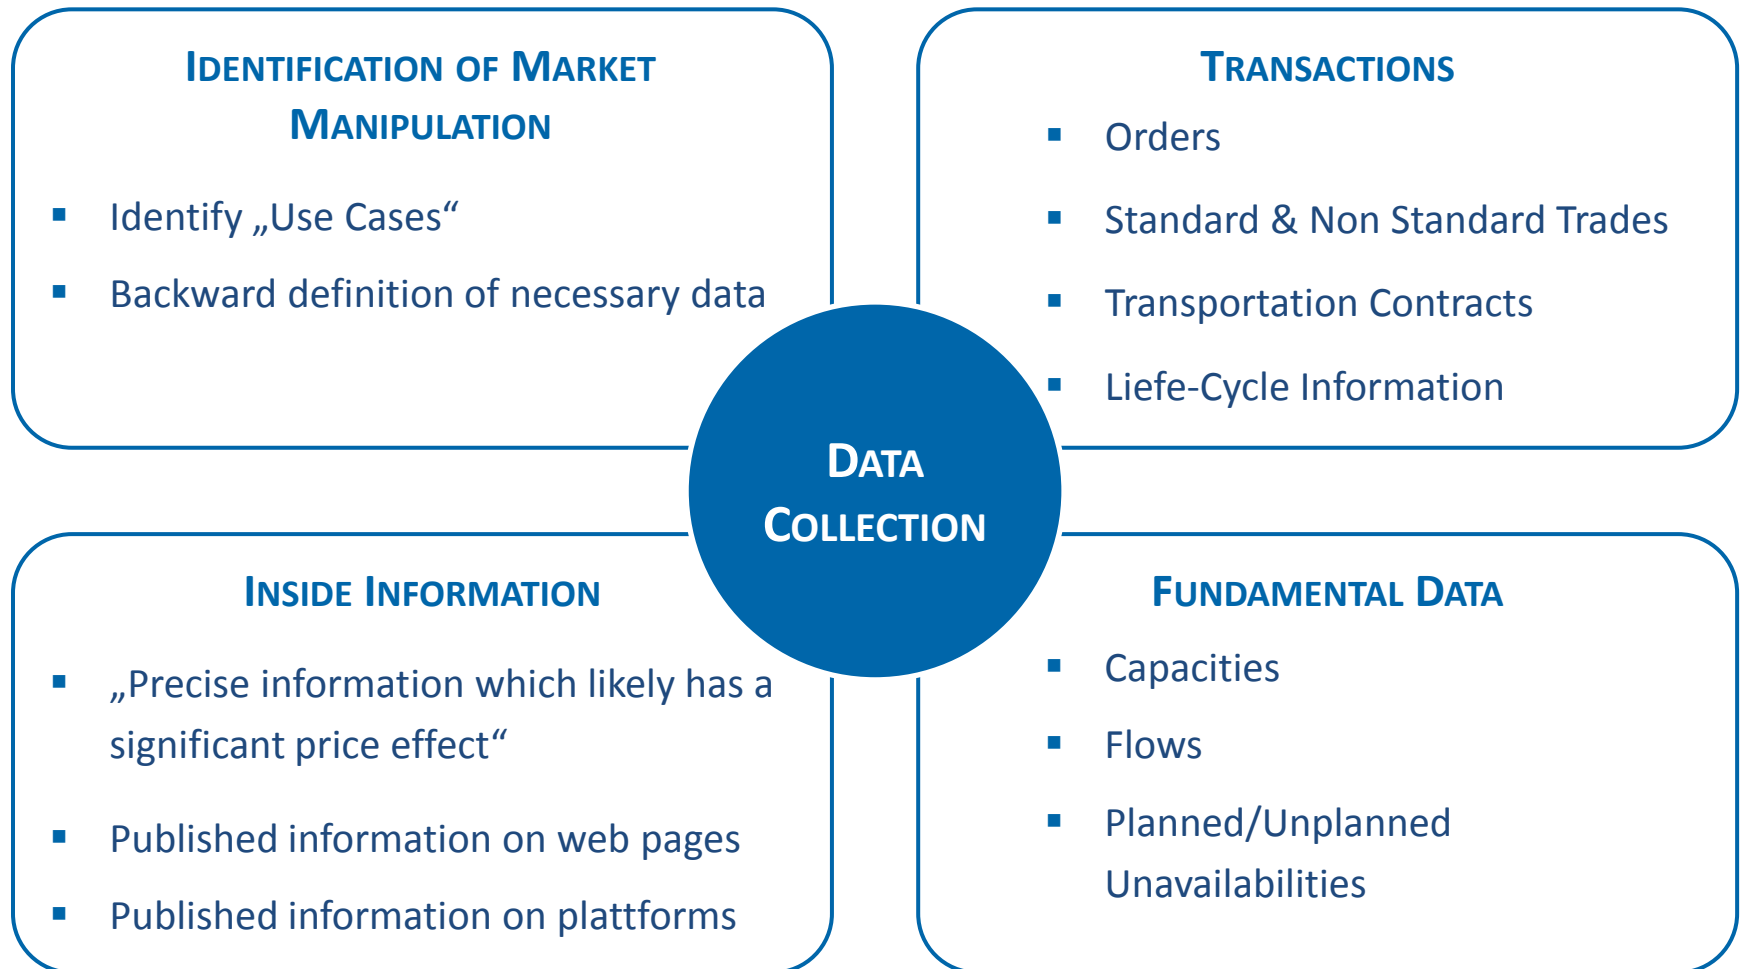 IDENTIFICATION OF MARKET
MANIPULATION
▪ Identify „Use Cases“
▪ Backward definition of necessary data
TRANSACTIONS
▪ Orders
▪ Standard & Non Standard Trades
▪ Transportation Contracts
▪ Liefe-Cycle Information
DATA
COLLECTION
INSIDE INFORMATION
▪ „Precise information which likely has a
significant price effect“
▪ Published information on web pages
▪ Published information on plattforms
FUNDAMENTAL DATA
▪ Capacities
▪ Flows
▪ Planned/Unplanned
Unavailabilities